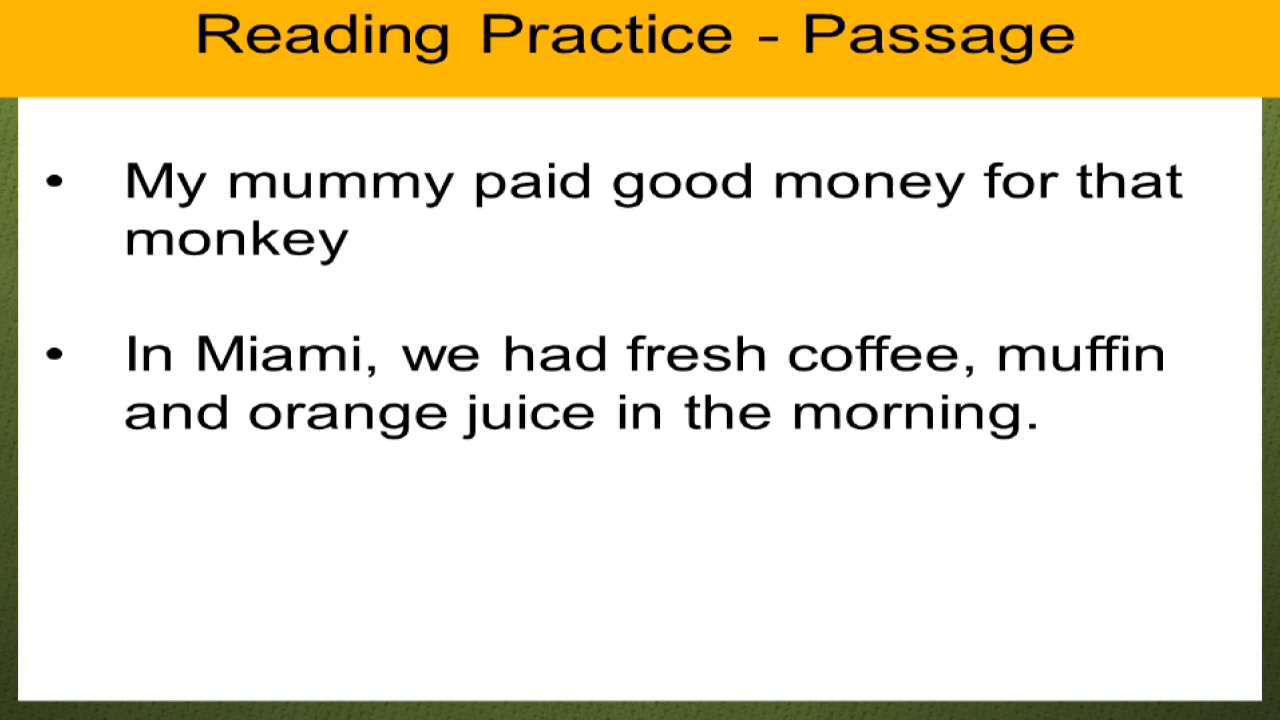 Reading Practice - Passage
• My mummy paid good money for that
monkey
• In Miami, we had fresh coffee, muffin
and orange juice in the morning.